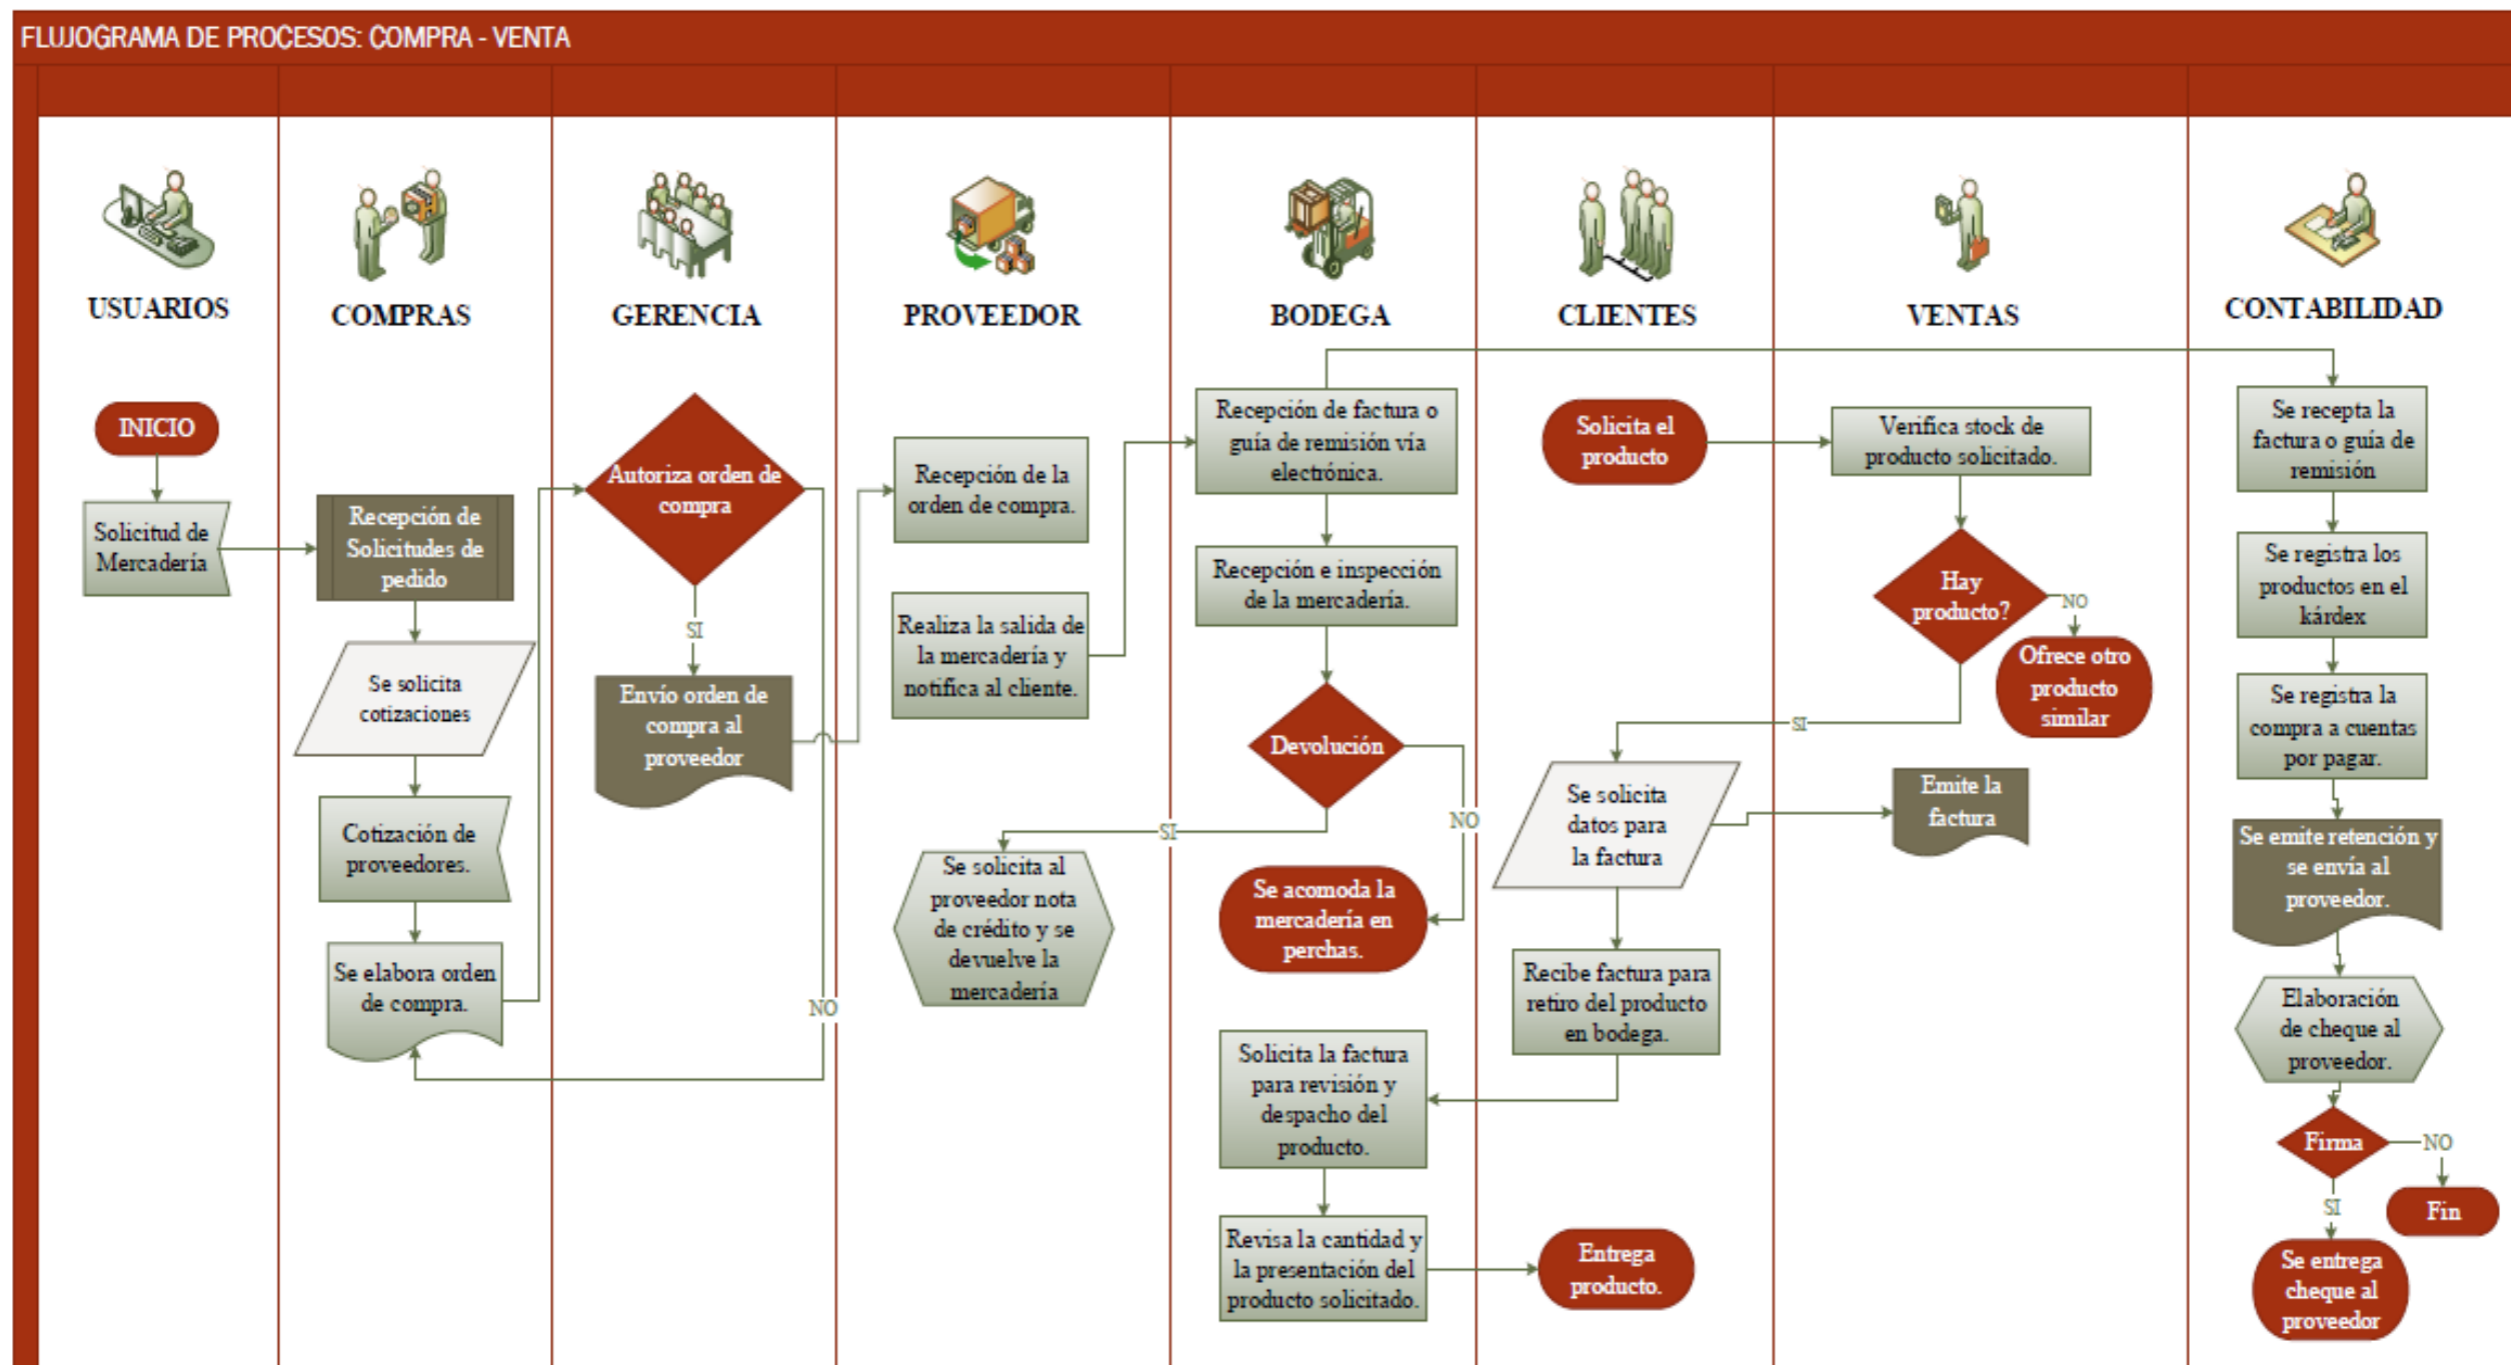 FLUJOGRAMA DE PROCESOS: COMPRA - VENTA
USUARIOS
COMPRAS
GERENCIA
PROVEEDOR
BODEGA
CLIENTES
VENTAS
CONTABILIDAD
INICIO
Solicitud de
Mercadería
Recepción de
Solicitudes de
pedido
Se solicita
cotizaciones
Cotización de
proveedores.
Se elabora orden
de compra.
Autoriza orden de
compra
SI
NO
Envío orden de
compra al
proveedor
Recepción de la
orden de compra.
Realiza la salida de
la mercadería y
notifica al cliente.
Se solicita al
proveedor nota
de crédito y se
devuelve la
mercadería
Recepción de factura o
guía de remisión vía
electrónica.
Recepción e inspección
de la mercadería.
Devolución
SI
NO
Se acomoda la
mercadería en
perchas.
Solicita la factura
para revisión y
despacho del
producto.
Revisa la cantidad y
la presentación del
producto solicitado.
Solicita el
producto
Se solicita
datos para
la factura
Recibe factura para
retiro del producto
en bodega.
Entrega
producto.
Verifica stock de
producto solicitado.
Hay
producto?
NO
SI
Ofrece otro
producto
similar
Emite la
factura
Se recepta la
factura o guía de
remisión
Se registra los
productos en el
kárdex
Se registra la
compra a cuentas
por pagar.
Se emite retención y
se envía al
proveedor.
Elaboración
de cheque al
proveedor.
Firma
NO
SI
Fin
Se entrega
cheque al
proveedor